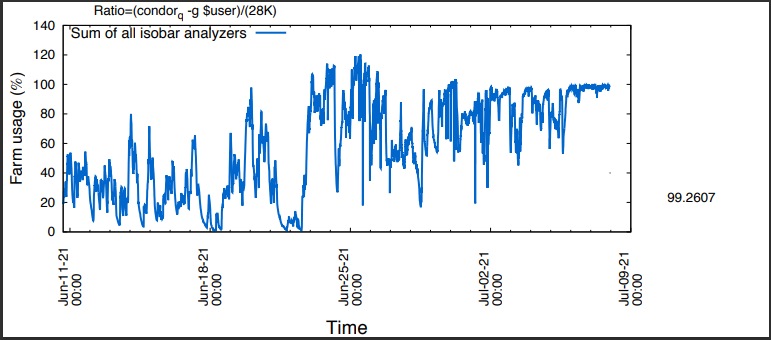 Ratio=(condor_q -g $user)/(28K)
140
Sum of all isobar analyzers
120
100
80
60
40
20
0
Farm usage (%)
99.2607
Jun-11-21
00:00
Jun-18-21
00:00
Jun-25-21
00:00
Jul-02-21
00:00
Jul-09-21
00:00
Time